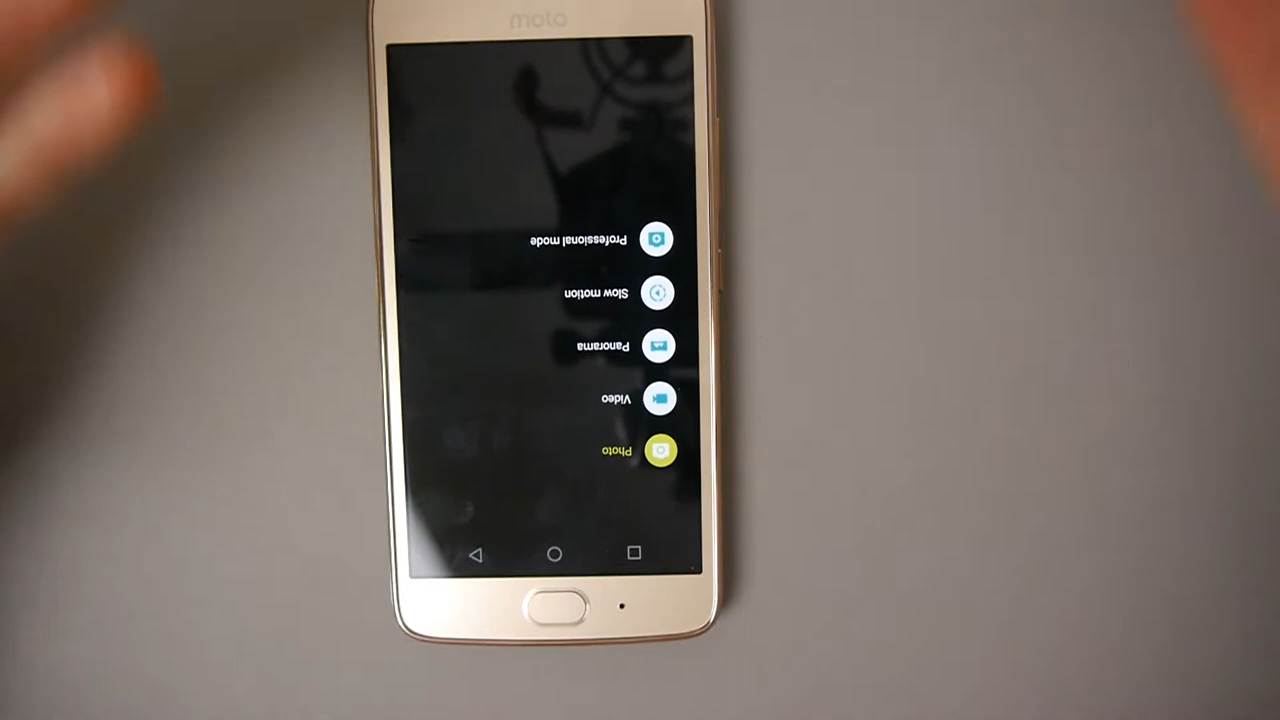 moto
Professional mode
Slow motion
Panorama
Video
Photo